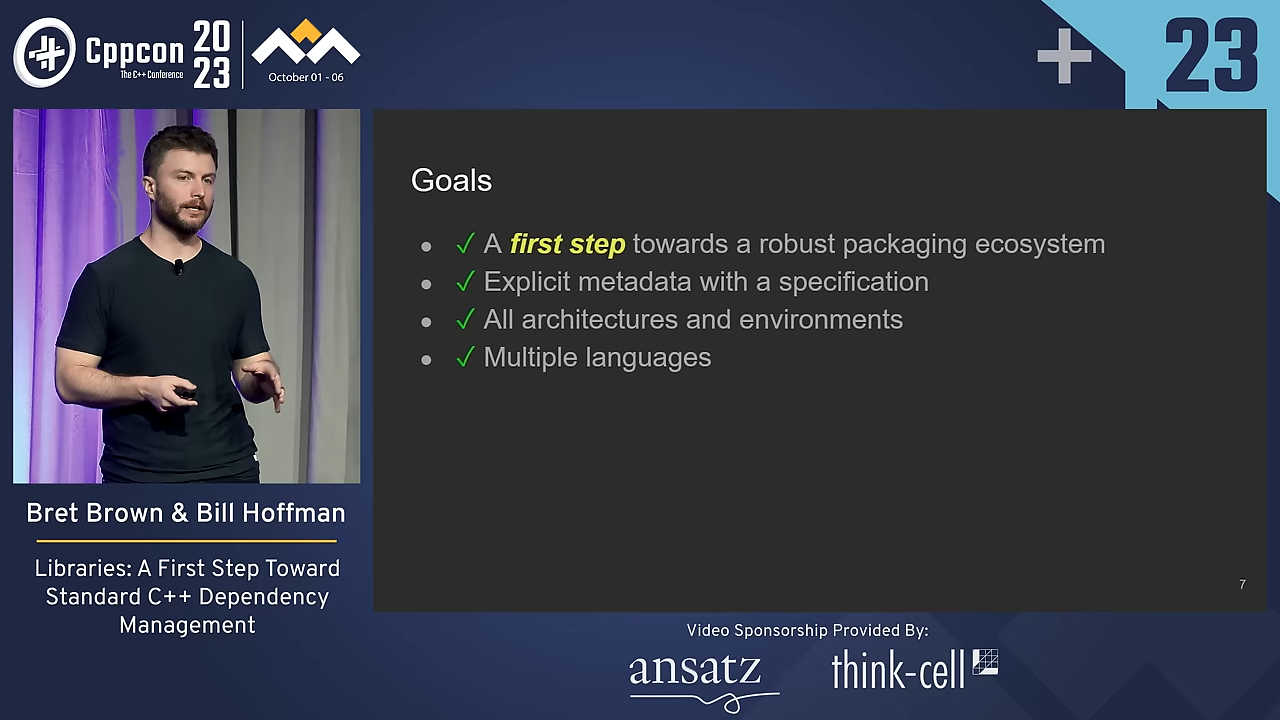 Cppcon
The C++ Conference
20
23
October 01 - 06
23
Goals
✓ A first step towards a robust packaging ecosystem
✓ Explicit metadata with a specification
✓ All architectures and environments
✓ Multiple languages
7
Bret Brown & Bill Hoffman
Libraries: A First Step Toward
Standard C++ Dependency
Management
Video Sponsorship Provided By:
ansatz
think-cell